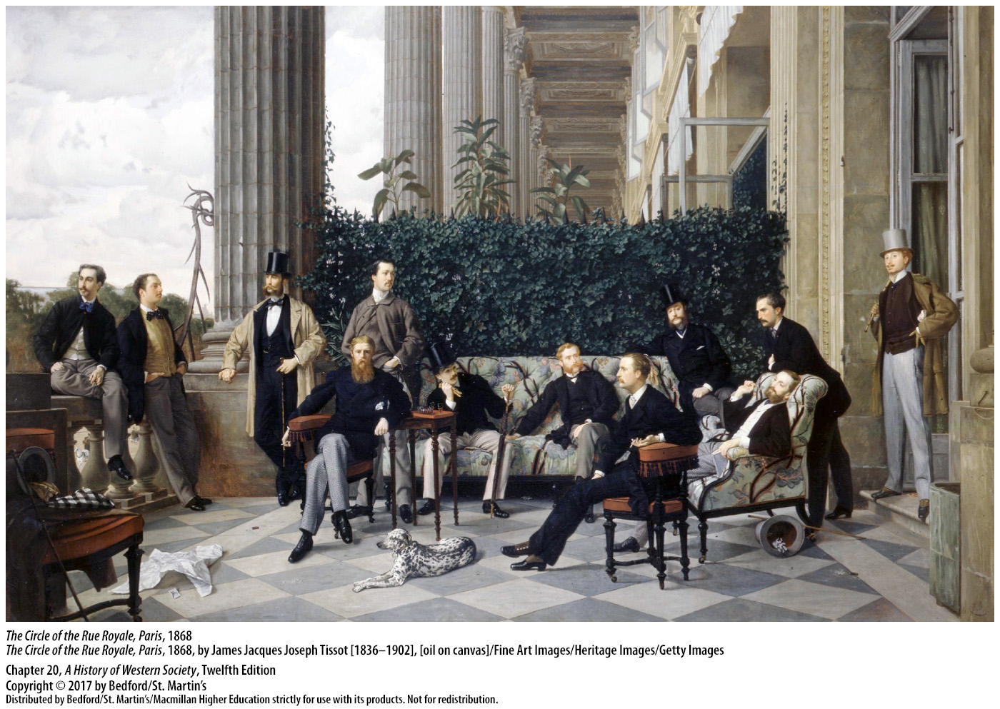 The Circle of the Rue Royale, Paris, 1868
The Circle of the Rue Royale, Paris, 1868, by James Jacques Joseph Tissot [1836–1902], [oil on canvas]/Fine Art Images/Heritage Images/Getty Images
Chapter 20, A History of Western Society, Twelfth Edition
Copyright © 2017 by Bedford/St. Martin’s
Distributed by Bedford/St. Martin’s/Macmillan Higher Education strictly for use with its products. Not for redistribution.